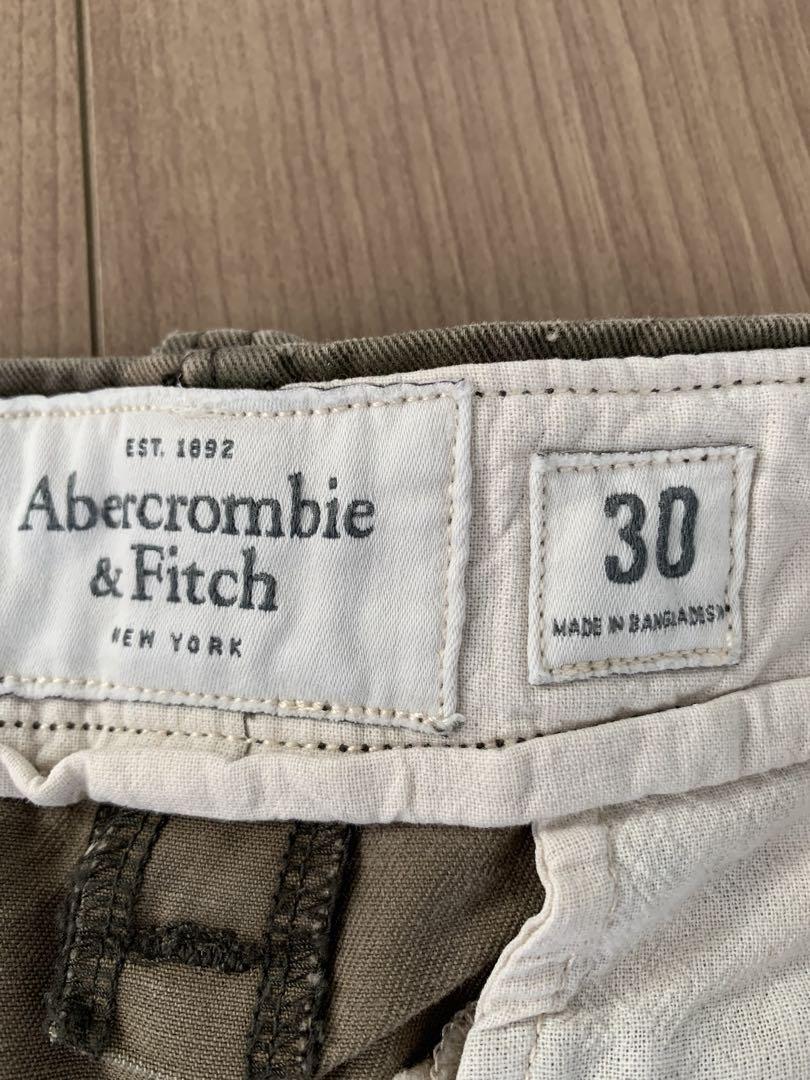 EST. 1892
Abercrombie
& Fitch
NEW YORK
30
MADE IN BANGLADESH